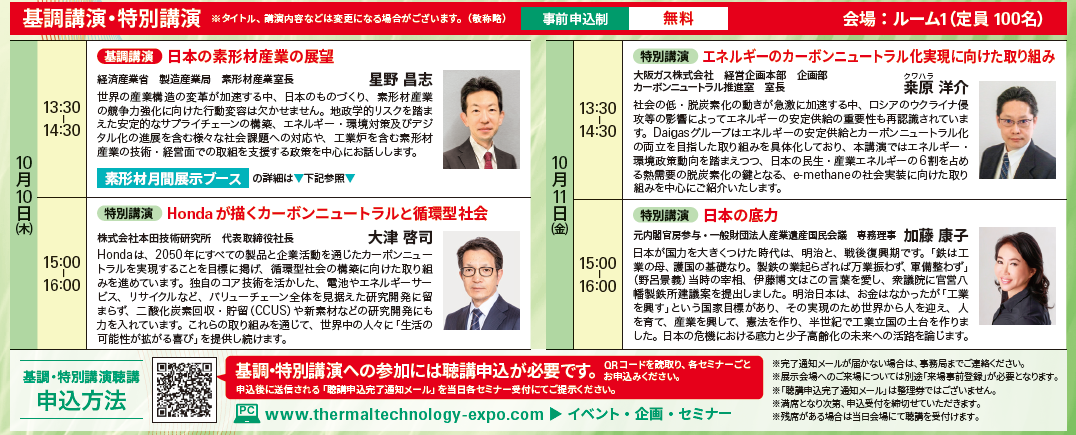 基調講演・特別講演 ※タイトル、講演内容などは変更になる場合がございます。（敬称略） 事前申込制 無料 会場：ルーム1（定員 100名）
10月10日(木)
13:30-14:30
基調講演 日本の素形材産業の展望
経済産業省 製造産業局 素形材産業室長 星野 昌志
世界の産業構造の変革が加速する中、日本のものづくり、素形材産業
の競争力強化に向けた行動変容は欠かせません。地政学的リスクを踏ま
えた安定的なサプライチェーンの構築、エネルギー・環境対策及びデジ
タル化の進展を含む様々な社会課題への対応や、工業炉を含む素形材
産業の技術・経営面での取組を支援する政策を中心にお話しします。
素形材月間展示ブース の詳細は▼下記参照▼
15:00-16:00
特別講演 Honda が描くカーボンニュートラルと循環型社会
株式会社本田技術研究所 代表取締役社長 大津 啓司
Hondaは、2050年にすべての製品と企業活動を通じたカーボンニュー
トラルを実現することを目標に掲げ、循環型社会の構築に向けた取り組
みを進めています。独自のコア技術を活かした、電池やエネルギーサー
ビス、リサイクルなど、バリューチェーン全体を見据えた研究開発に留
まらず、二酸化炭素回収・貯留（CCUS）や新素材などの研究開発にも
力を入れています。これらの取り組みを通じて、世界中の人々に「生活の
可能性が拡がる喜び」を提供し続けます。
10月11日(金)
13:30-14:30
特別講演 エネルギーのカーボンニュートラル化実現に向けた取り組み
大阪ガス株式会社 経営企画本部 企画部
カーボンニュートラル推進室 室長
クワハラ
桒原 洋介
社会の低・脱炭素化の動きが急激に加速する中、ロシアのウクライナ侵
攻等の影響によってエネルギーの安定供給の重要性も再認識されていま
す。Daigasグループはエネルギーの安定供給とカーボンニュートラル化
の両立を目指した取り組みを具体化しており、本講演ではエネルギー・
環境政策動向を踏まえつつ、日本の民生・産業エネルギーの6割を占め
る熱需要の脱炭素化の鍵となる、e-methaneの社会実装に向けた取り
組みを中心にご紹介いたします。
15:00-16:00
特別講演 日本の底力
元内閣官房参与・一般財団法人産業遺産国民会議 専務理事 加藤 康子
日本が国力を大きくつけた時代は、明治と、戦後復興期です。「鉄は工
業の母、護国の基礎なり。製鉄の業起らざれば万業振わず、軍備整わず」
（野呂景義）当時の宰相、伊藤博文はこの言葉を愛し、衆議院に官営八
幡製鉄所建議案を提出しました。明治日本は、お金はなかったが「工業
を興す」という国家目標があり、その実現のため世界から人を迎え、人
を育て、産業を興して、憲法を作り、半世紀で工業立国の土台を作りま
した。日本の危機における底力と少子高齢化の未来への活路を論じます。
基調・特別講演聴講
申込方法
基調・特別講演への参加には聴講申込が必要です。 QRコードを読取り、各セミナーごと
お申込みください。
申込後に送信される「聴講申込完了通知メール」を当日各セミナー受付にてご提示ください。
PC www.thermaltechnology-expo.com ▶ イベント・企画・セミナー
※完了通知メールが届かない場合は、事務局までご連絡ください。
※展示会場へのご来場については別途「来場事前登録」が必要となります。
※「聴講申込完了通知メール」は整理券ではございません。
※満席となり次第、申込受付を締切せていただきます。
※残席がある場合は当日会場にて聴講を受付けます。